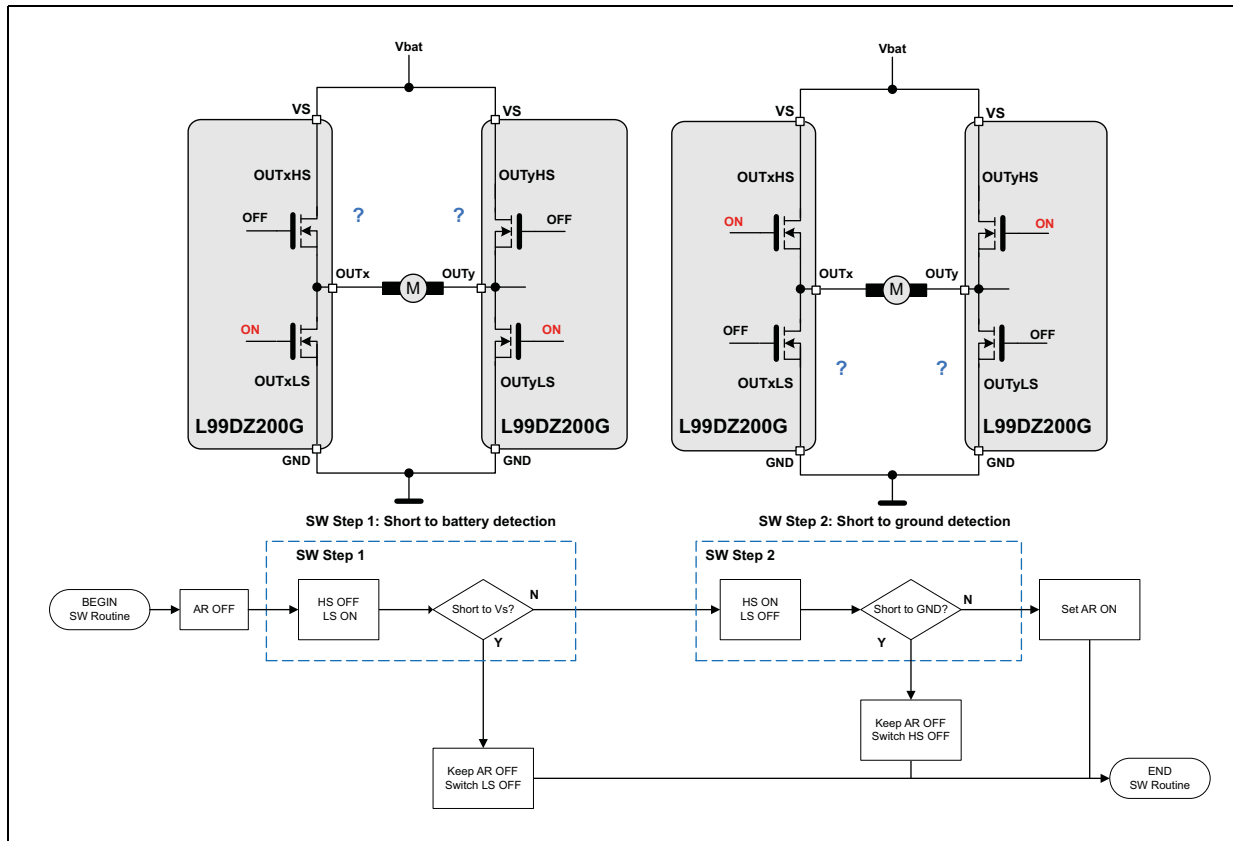 Vbat
VS
VS
OUTxHS
OUTyHS
OFF
?
?
OFF
OUTx
OUTy
M
ON
ON
OUTxLS
OUTyLS
L99DZ200G
L99DZ200G
GND
GND
SW Step 1: Short to battery detection
Vbat
VS
VS
OUTxHS
OUTyHS
ON
ON
OUTx
OUTy
M
OFF
OFF
OUTxLS
?
?
OUTyLS
L99DZ200G
L99DZ200G
GND
GND
SW Step 2: Short to ground detection
SW Step 1
SW Step 2
BEGIN
SW Routine
AR OFF
HS OFF
LS ON
Short to Vs?
N
Y
HS ON
LS OFF
Short to GND?
N
Y
Set AR ON
Keep AR OFF
Switch HS OFF
Keep AR OFF
Switch LS OFF
END
SW Routine